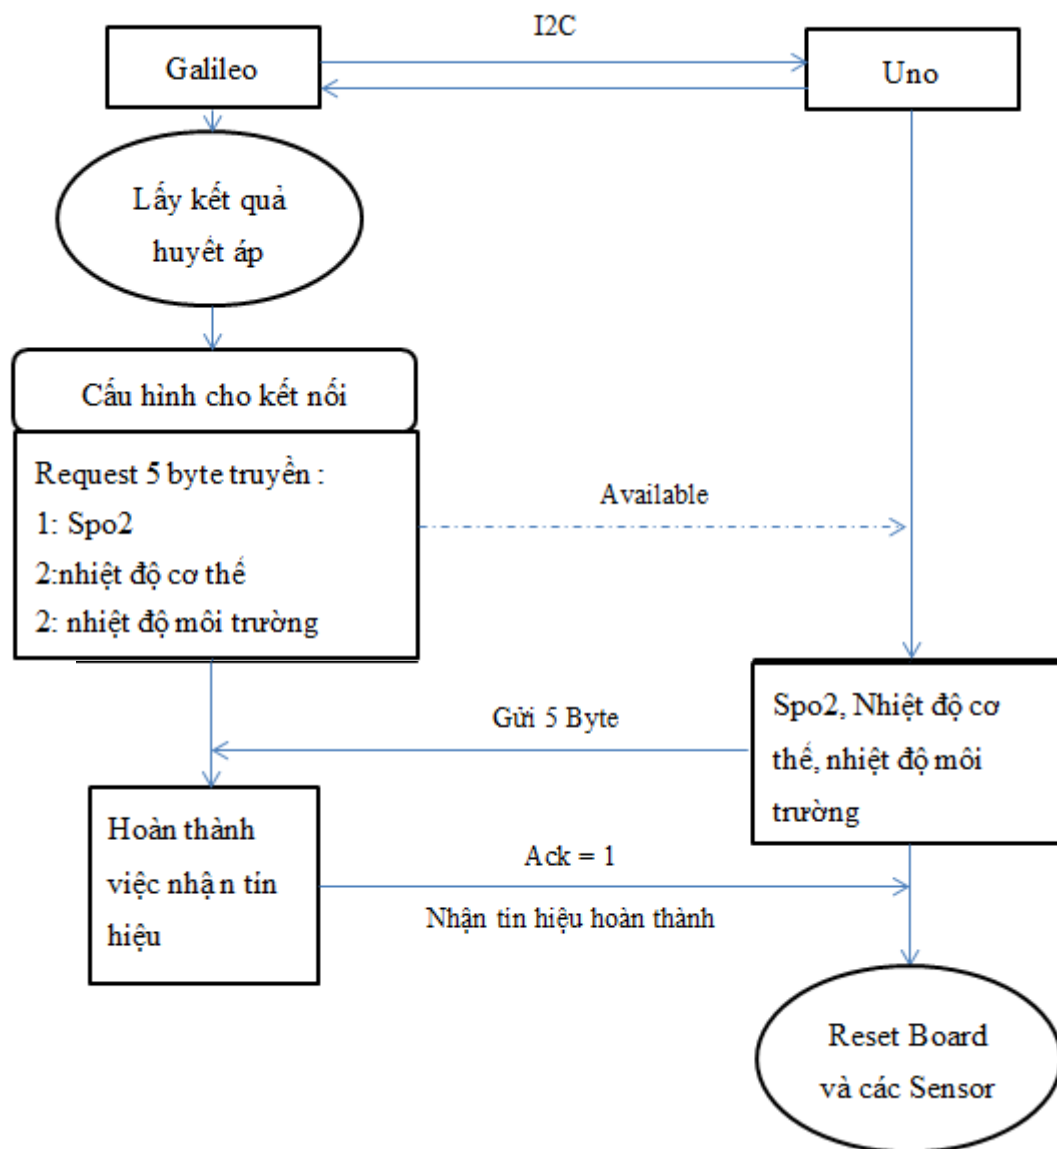 I2C
Galileo
Uno
Lấy kết quả
huyết áp
Cấu hình cho kết nối
Request 5 byte truyền :
1: Spo2
2:nhiệt độ cơ thế
2: nhiệt độ môi trường
Available
Gửi 5 Byte
Spo2, Nhiệt độ cơ
thế, nhiệt độ môi
trường
Hoàn thành
việc nhận tín
hiệu
Ack = 1
Nhận tín hiệu hoàn thành
Reset Board
và các Sensor